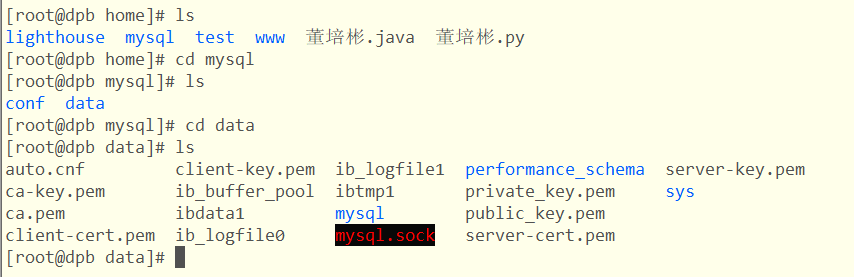 [root@dpb home]# ls
lighthouse  mysql  test  www  董培彬.java  董培彬.py
[root@dpb home]# cd mysql
[root@dpb mysql]# ls
conf  data
[root@dpb mysql]# cd data
[root@dpb data]# ls
auto.cnf         client-key.pem  ib_logfile1  performance_schema  server-key.pem
ca-key.pem       ib_buffer_pool  ibtmp1       private_key.pem     sys
ca.pem           ibdata1         mysql        public_key.pem
client-cert.pem  ib_logfile0     mysql.sock   server-cert.pem
[root@dpb data]#